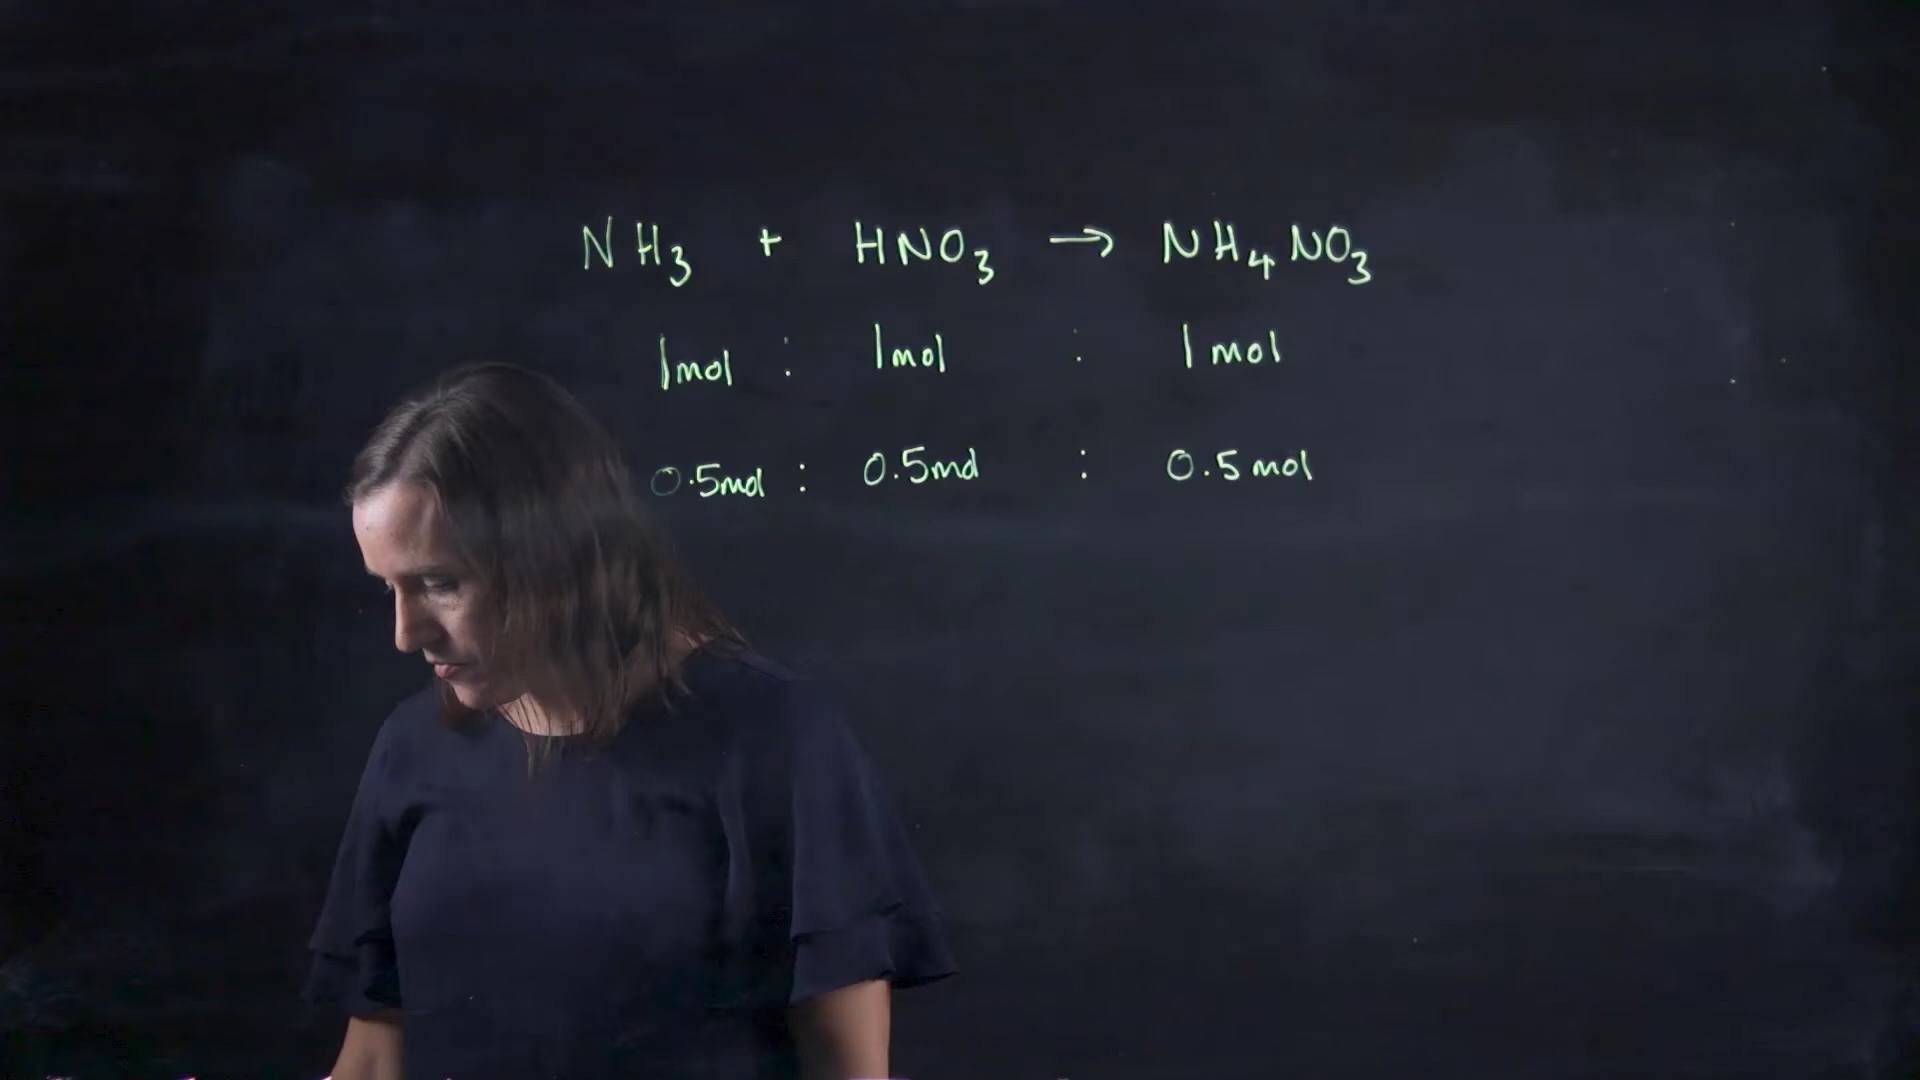 NH₃ + HNO₃ → NH₄NO₃
1mol : 1mol : 1mol
0.5mol : 0.5mol : 0.5mol